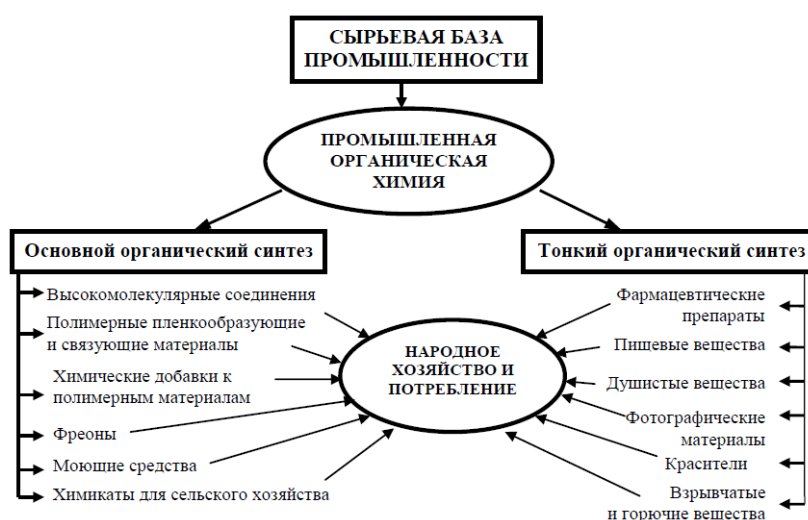 СЫРЬЕВАЯ БАЗА
ПРОМЫШЛЕННОСТИ
ПРОМЫШЛЕННАЯ
ОРГАНИЧЕСКАЯ
ХИМИЯ
Основной органический синтез
Тонкий органический синтез
Высокомолекулярные соединения
Полимерные пленкообразующие
и связующие материалы
Химические добавки к
полимерным материалам
Фреоны
Моющие средства
Химикаты для сельского хозяйства
НАРОДНОЕ
ХОЗЯЙСТВО И
ПОТРЕБЛЕНИЕ
Фармацевтические
препараты
Пищевые вещества
Душистые вещества
Фотографические
материалы
Красители
Взрывчатые
и горючие вещества